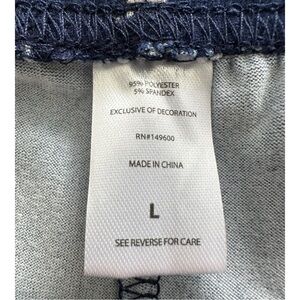 95% POLYESTER
5% SPANDEX
EXCLUSIVE OF DECORATION
RN#149600
MADE IN CHINA
L
SEE REVERSE FOR CARE